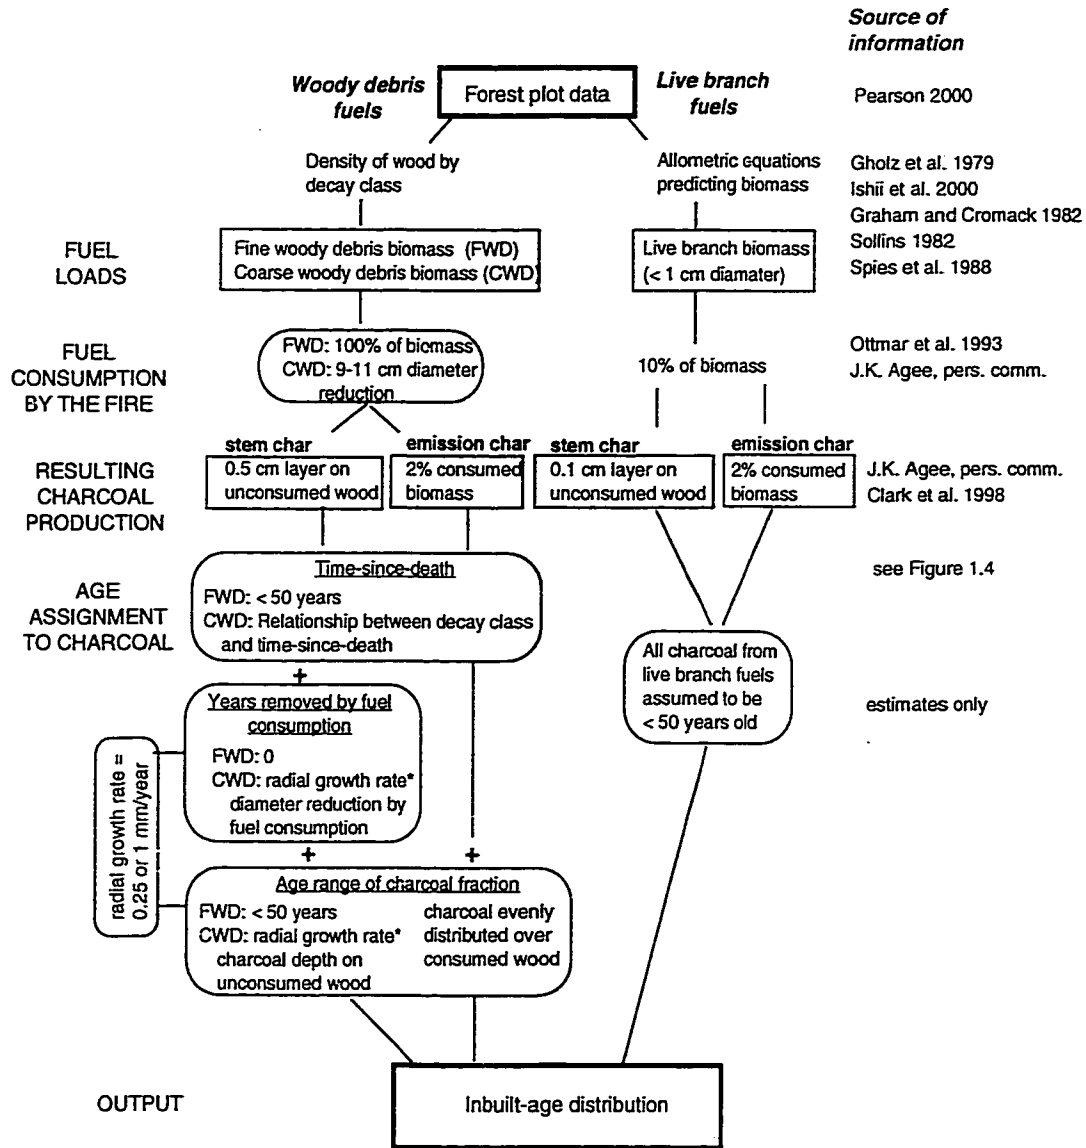 Source of
information
Woody debris
fuels
Forest plot data
Live branch
fuels
Pearson 2000
Density of wood by
decay class
Allometric equations
predicting biomass
Gholz et al. 1979
Ishii et al. 2000
Graham and Cromack 1982
Sollins 1982
Spies et al. 1988
FUEL
LOADS
Fine woody debris biomass (FWD)
Coarse woody debris biomass (CWD)
Live branch biomass
(< 1 cm diamater)
FUEL
CONSUMPTION
BY THE FIRE
FWD: 100% of biomass
CWD: 9-11 cm diameter
reduction
10% of biomass
Ottmar et al. 1993
J.K. Agee, pers. comm.
RESULTING
CHARCOAL
PRODUCTION
stem char
0.5 cm layer on
unconsumed wood
emission char
2% consumed
biomass
stem char
0.1 cm layer on
unconsumed wood
emission char
2% consumed
biomass
J.K. Agee, pers. comm.
Clark et al. 1998
AGE
ASSIGNMENT
TO CHARCOAL
Time-since-death
FWD: < 50 years
CWD: Relationship between decay class
and time-since-death
see Figure 1.4
All charcoal from
live branch fuels
assumed to be
< 50 years old
estimates only
+
Years removed by fuel
consumption
FWD: 0
CWD: radial growth rate*
diameter reduction by
fuel consumption
radial growth rate =
0.25 or 1 mm/year
+
+
Age range of charcoal fraction
FWD: < 50 years
CWD: radial growth rate*
charcoal depth on
unconsumed wood
charcoal evenly
distributed over
consumed wood
OUTPUT
Inbuilt-age distribution